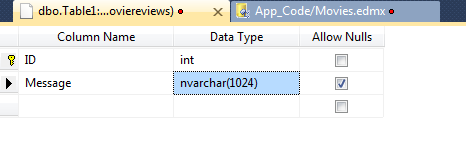 dbo.Table1:...oviereviews)
App_Code/Movies.edmx
Column Name Data Type Allow Nulls
ID int
Message nvarchar(1024)